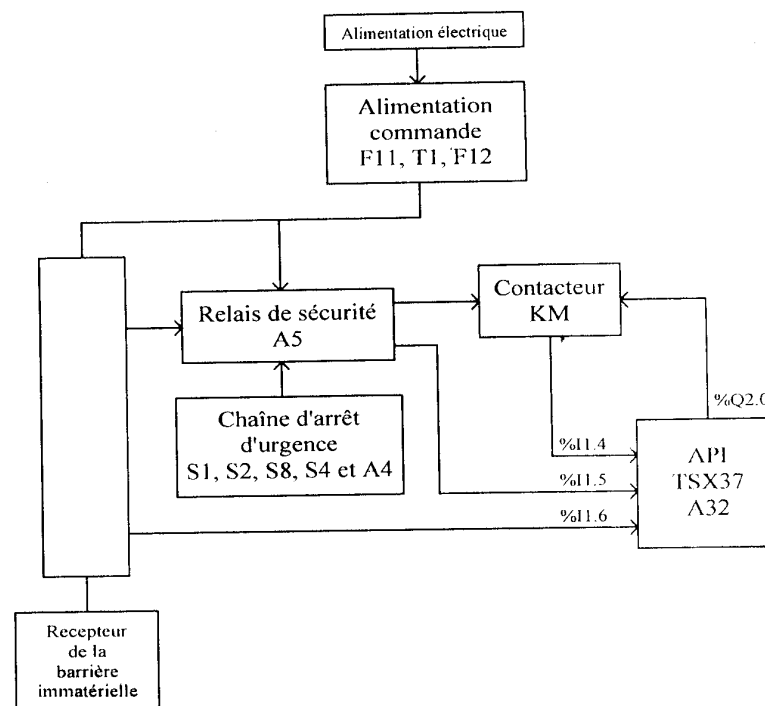 Alimentation électrique
Alimentation
commande
F11, T1, F12
Relais de sécurité
A5
Contacteur
KM
%Q2.0
Chaîne d'arrêt
d'urgence
S1, S2, S8, S4 et A4
%I1.4
%I1.5
%I1.6
API
TSX37
A32
Recepteur
de la
barrière
immatérielle